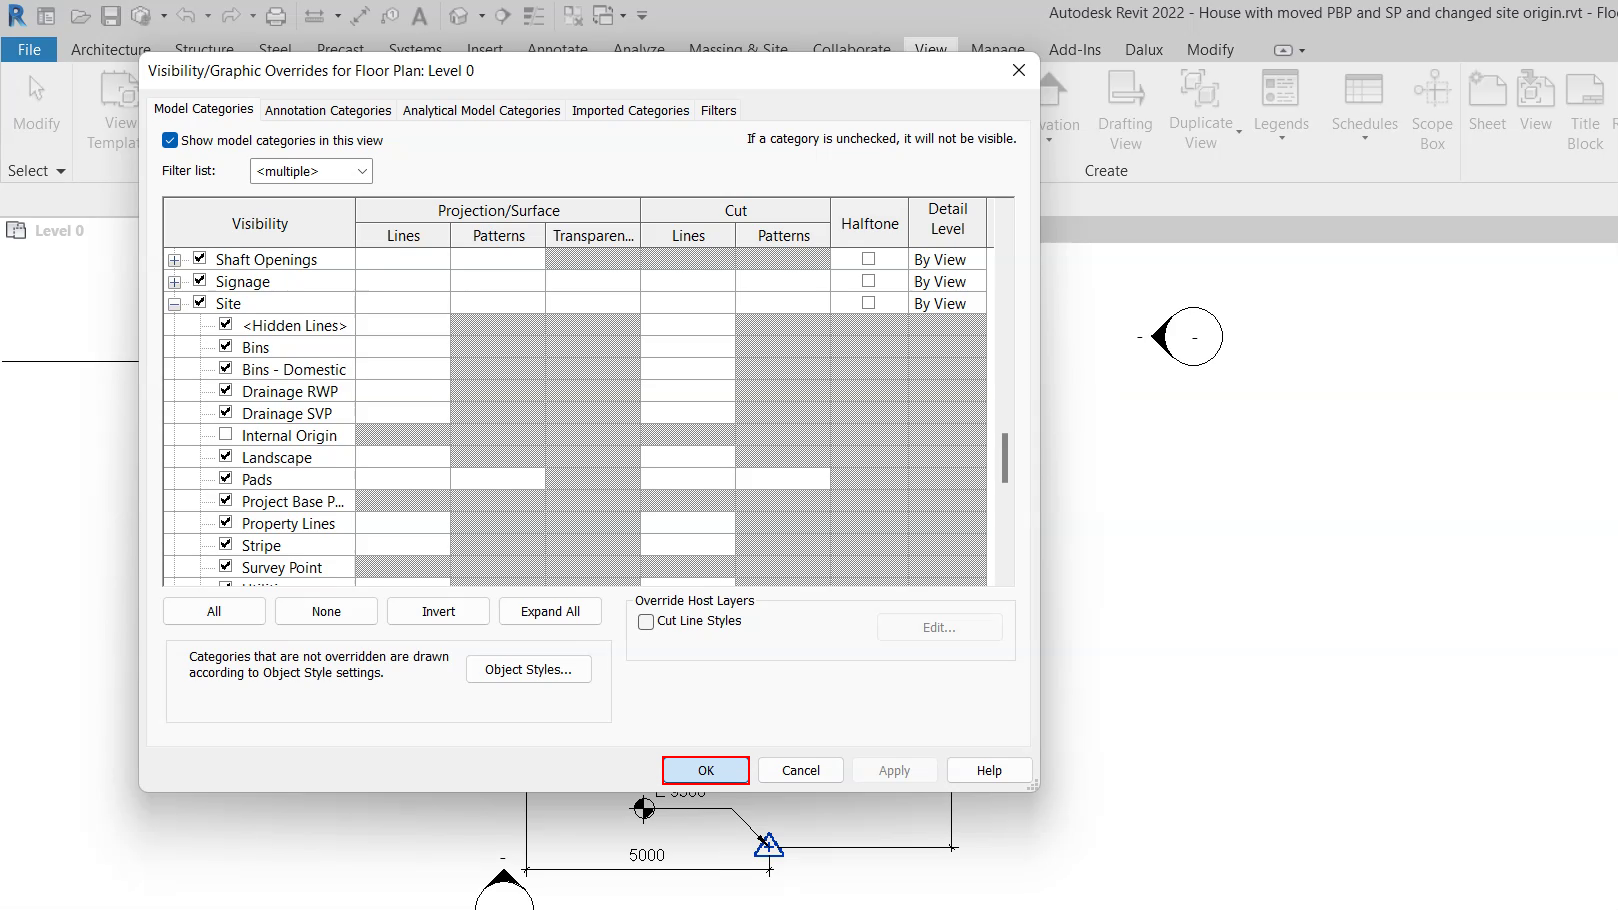 Autodesk Revit 2022 - House with moved PBP and SP and changed site origin.rvt - Flo
File Architecture Structure Steel Precast Systems Insert Annotate Analyze Massing & Site Collaborate View Manage Add-Ins Dalux Modify
Modify
View
Templat
Select
vation
Drafting
View
Duplicate
View
Legends
Schedules
Scope
Box
Sheet
View
Title
Block
R
Create
Level 0
Visibility/Graphic Overrides for Floor Plan: Level 0
Model Categories Annotation Categories Analytical Model Categories Imported Categories Filters
Show model categories in this view
If a category is unchecked, it will not be visible.
Filter list: <multiple>
Visibility Projection/Surface Cut Halftone Detail Level
Lines Patterns Transparen... Lines Patterns
Shaft Openings By View
Signage By View
Site By View
<Hidden Lines>
Bins
Bins - Domestic
Drainage RWP
Drainage SVP
Internal Origin
Landscape
Pads
Project Base P...
Property Lines
Stripe
Survey Point
All None Invert Expand All
Override Host Layers
Cut Line Styles
Edit...
Categories that are not overridden are drawn
according to Object Style settings.
Object Styles...
OK Cancel Apply Help
5000